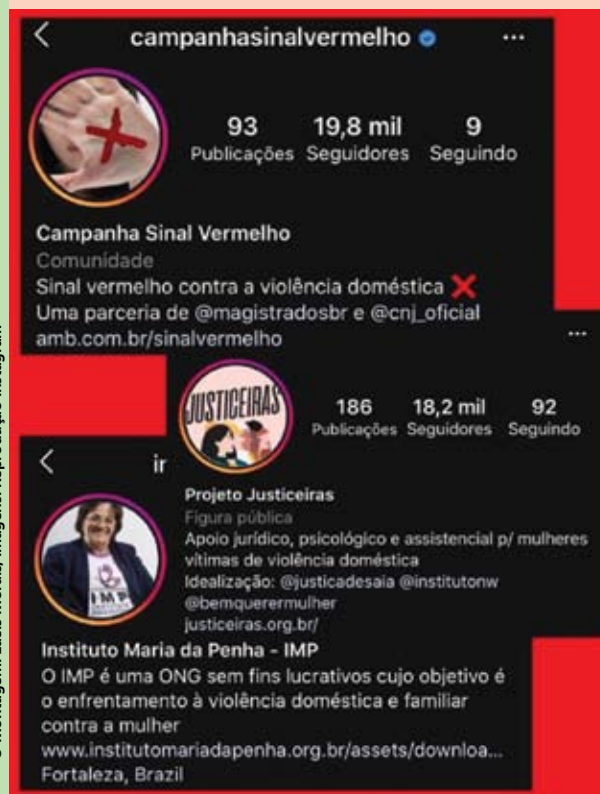 campanhasinalvermelho
93 19,8 mil 9
Publicações Seguidores Seguindo
Campanha Sinal Vermelho
Comunidade
Sinal vermelho contra a violência doméstica ❌
Uma parceria de @magistradosbr e @cnj_oficial
amb.com.br/sinalvermelho
JUSTICEIRAS
186 18,2 mil 92
Publicações Seguidores Seguindo
Projeto Justiceiras
Figura pública
Apoio jurídico, psicológico e assistencial p/ mulheres
vítimas de violência doméstica
Idealização: @justicadesaia @institutonw
@bemquerermulher
justiceiras.org.br/
ir
IMP
Instituto Maria da Penha - IMP
O IMP é uma ONG sem fins lucrativos cujo objetivo é
o enfrentamento à violência doméstica e familiar
contra a mulher
www.institutomariadapenha.org.br/assets/downloa...
Fortaleza, Brazil